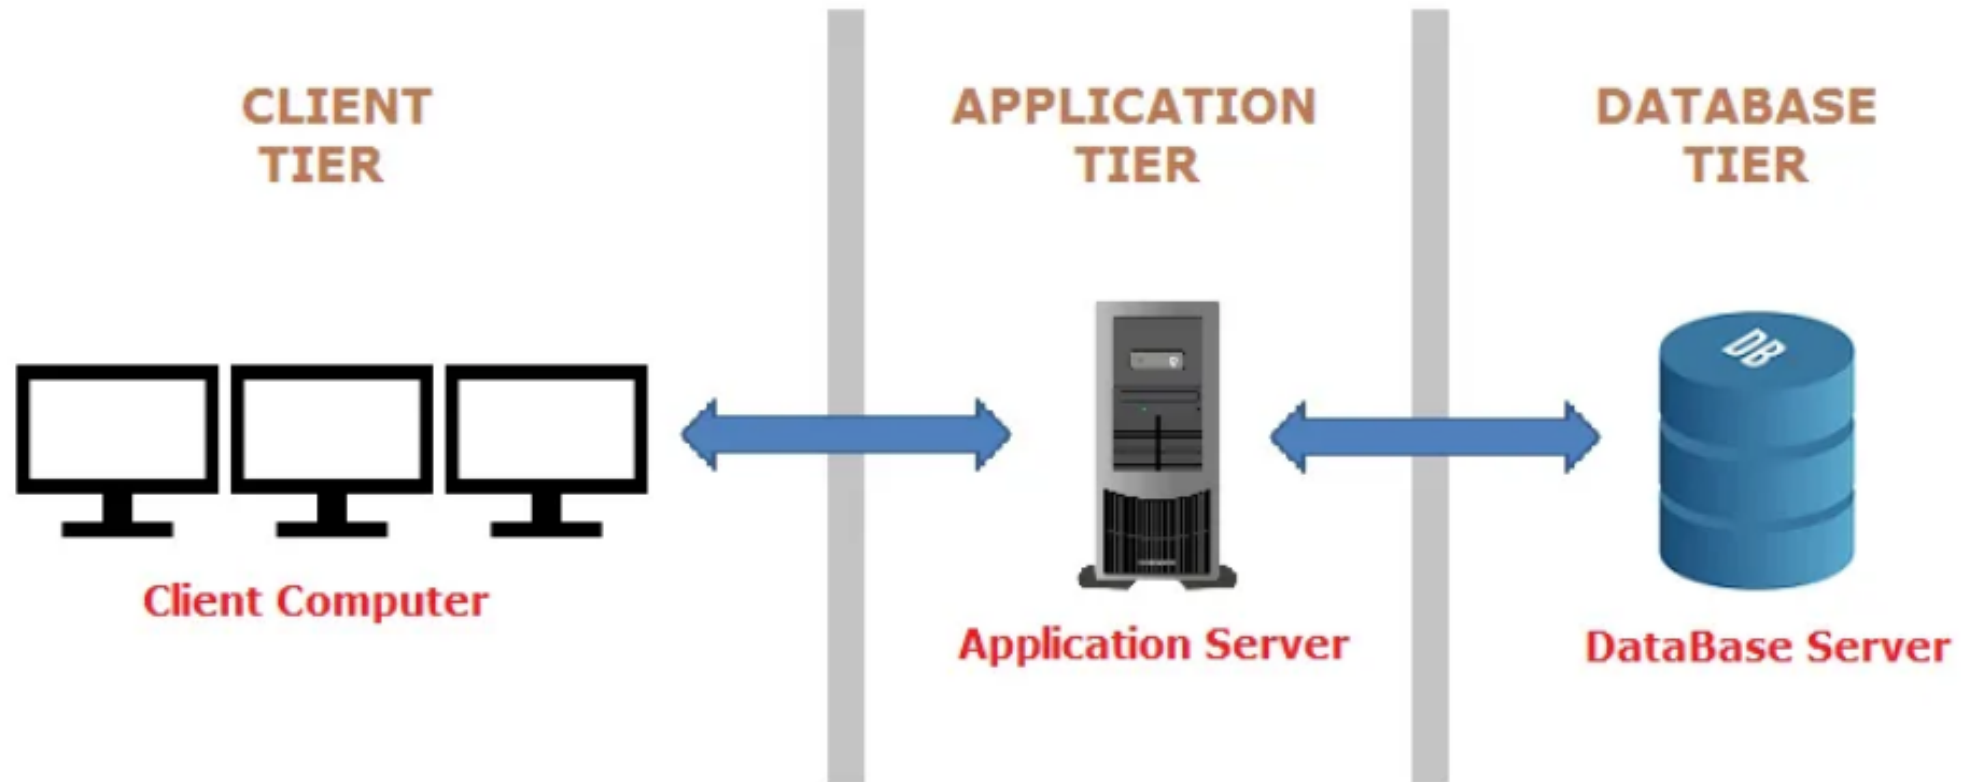 CLIENT
TIER
APPLICATION
TIER
DATABASE
TIER
DB
Client Computer
Application Server
DataBase Server